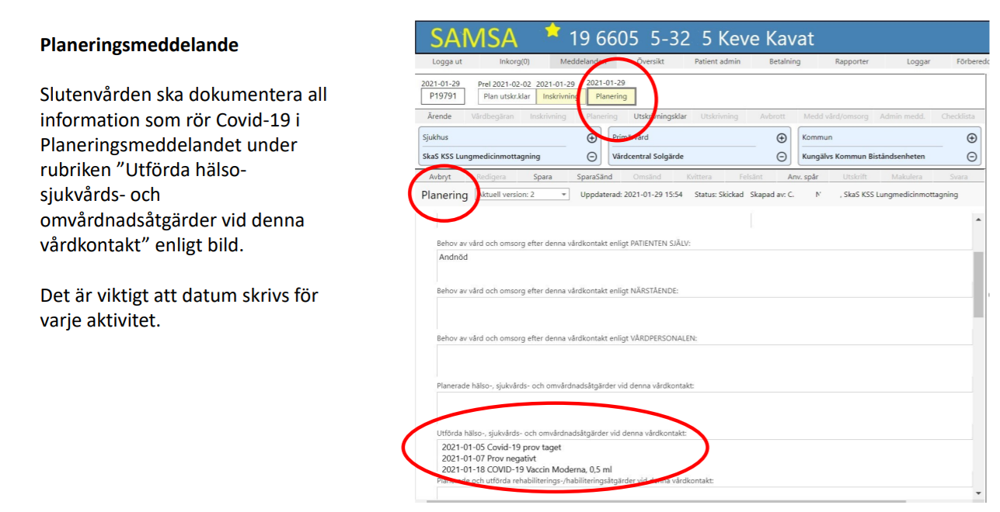 Planeringsmeddelande
Slutenvården ska dokumentera all
information som rör Covid-19 i
Planeringsmeddelandet under
rubriken ”Utförda hälso-
sjukvårds- och
omvårdnadsåtgärder vid denna
vårdkontakt” enligt bild.
Det är viktigt att datum skrivs för
varje aktivitet.
SAMSA 19 6605 5-32 5 Keve Kavat
Logga ut Inkorg(0) Meddelanden Översikt Patient admin Betalning Rapporter Loggar Förberedd
2021-01-29 Prel 2021-02-02 2021-01-29 2021-01-29
P19791 Plan utskr.klar Inskrivning Planering
Ärende Vårdbegäran Inskrivning Planering Utskrivningsklar Utskrivning Avbrott Medd vård/omsorg Admin medd. Checklista
Sjukhus Primärvård Kommun
SkaS KSS Lungmedicinmottagning Vårdcentral Solgärde Kungälvs Kommun Biståndsenheten
Avbryt Redigera Spara SparaSänd Omsänd Kvittera Felsänt Anv. spår Utskrift Makulera Svara
Planering Aktuell version: 2 Uppdaterad: 2021-01-29 15:54 Status: Skickad Skapad av: C. , SkaS KSS Lungmedicinmottagning
Behov av vård och omsorg efter denna vårdkontakt enligt PATIENTEN SJÄLV:
Andnöd
Behov av vård och omsorg efter denna vårdkontakt enligt NÄRSTÅENDE:
Behov av vård och omsorg efter denna vårdkontakt enligt VÅRDPERSONALEN:
Planerade hälso-, sjukvårds- och omvårdnadsåtgärder vid denna vårdkontakt:
Utförda hälso-, sjukvårds- och omvårdnadsåtgärder vid denna vårdkontakt:
2021-01-05 Covid-19 prov taget
2021-01-07 Prov negativt
2021-01-18 COVID-19 Vaccin Moderna, 0,5 ml
Planerade och utförda rehabiliterings-/habiliteringsåtgärder vid denna vårdkontakt: